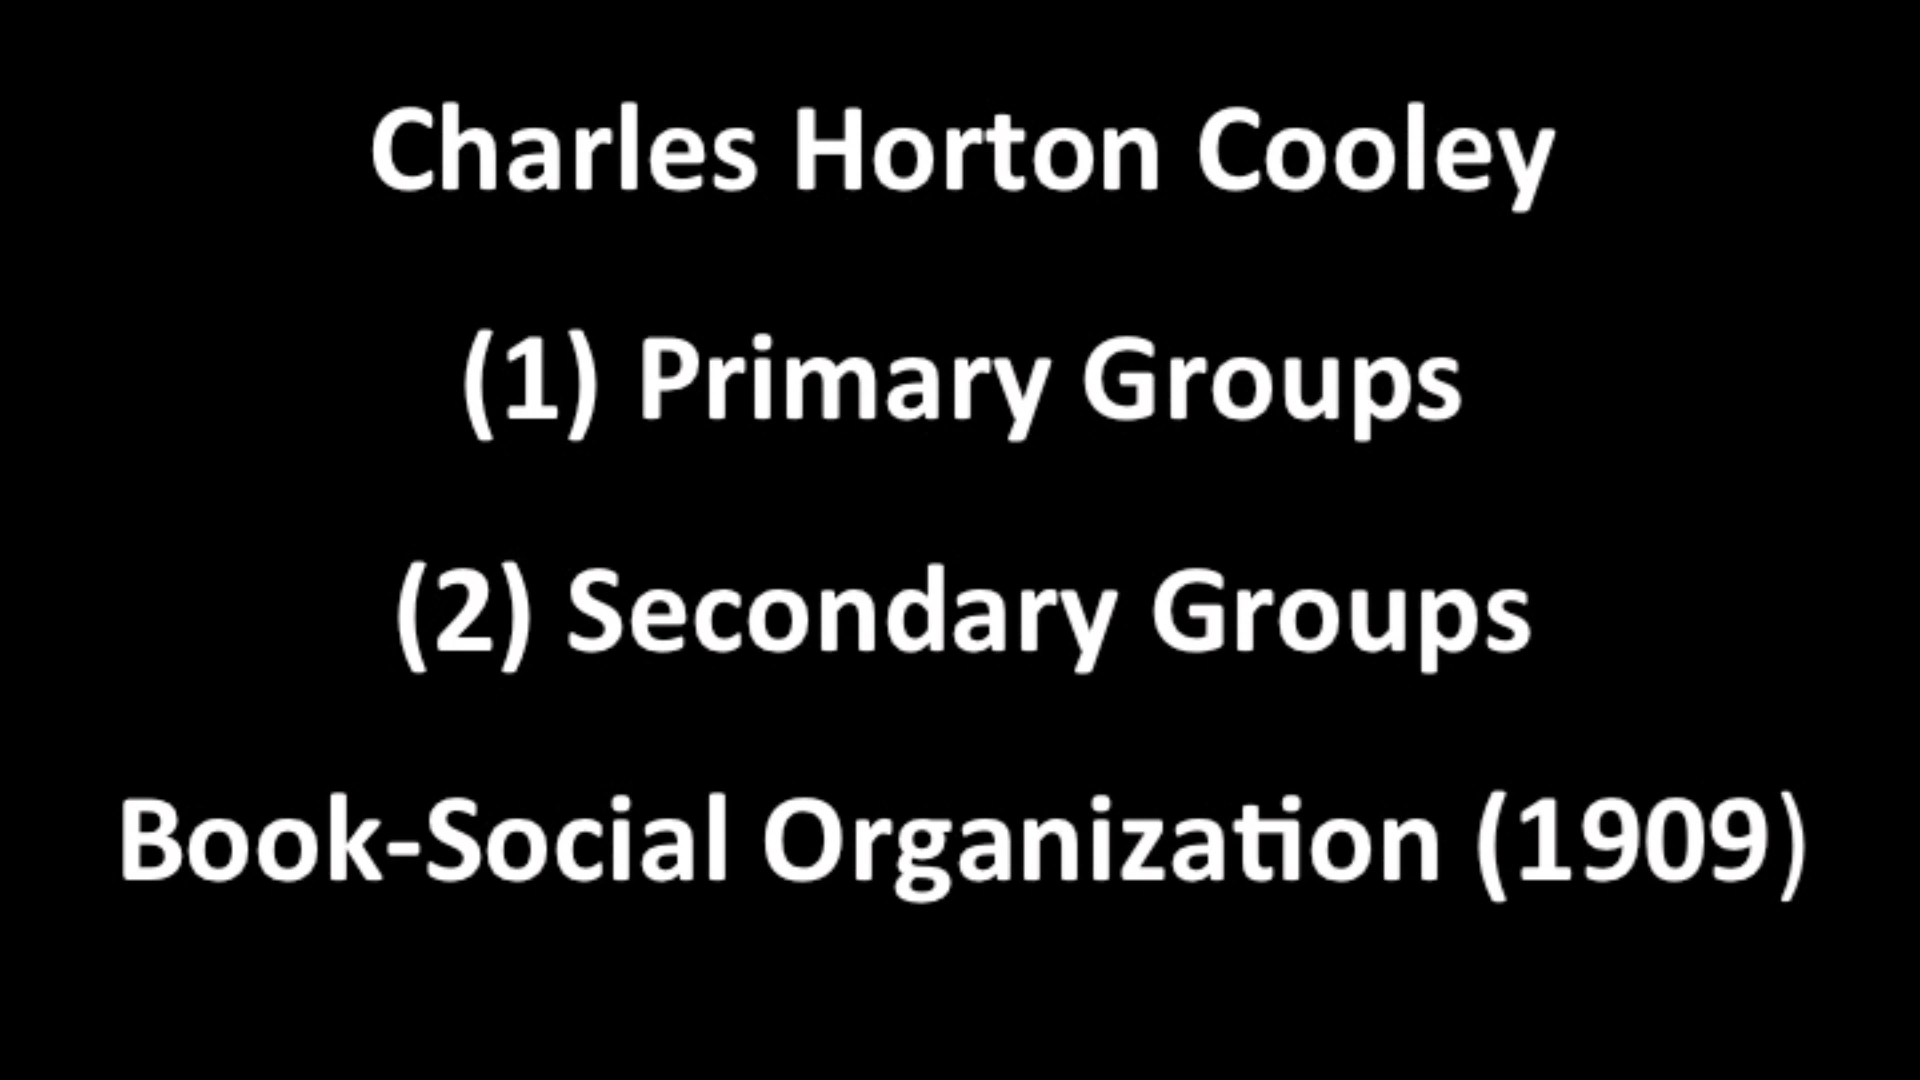 Charles Horton Cooley
(1) Primary Groups
(2) Secondary Groups
Book-Social Organization (1909)